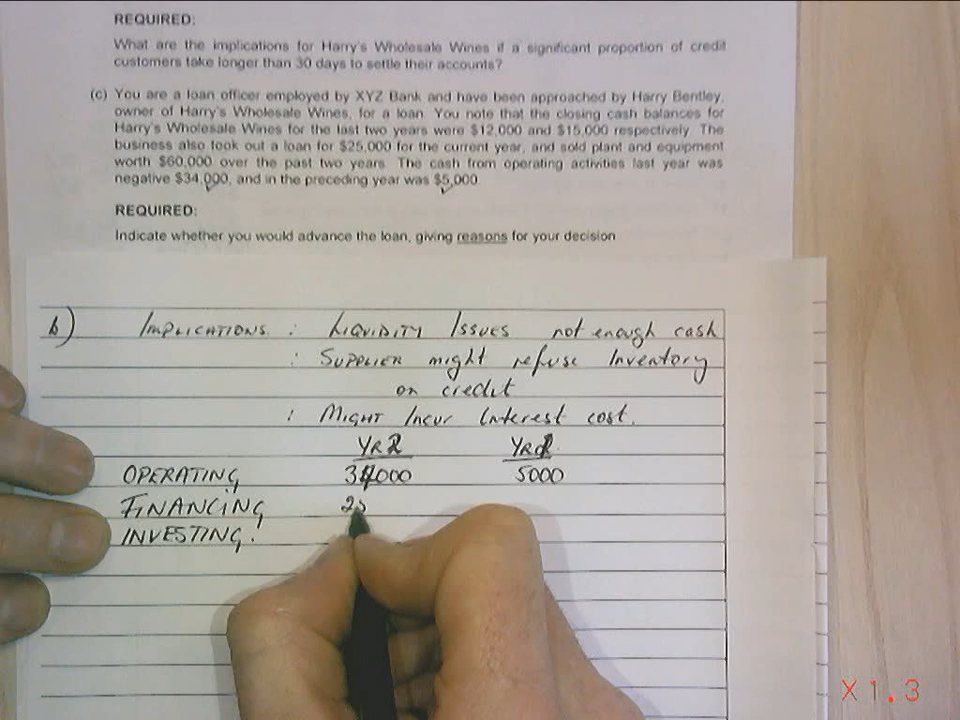 REQUIRED:
What are the implications for Harry's Wholesale Wines if a significant proportion of credit
customers take longer than 30 days to settle their accounts?
(c) You are a loan officer employed by XYZ Bank and have been approached by Harry Bentley,
owner of Harry's Wholesale Wines, for a loan. You note that the closing cash balances for
Harry's Wholesale Wines for the last two years were $12,000 and $15,000 respectively. The
business also took out a loan for $25,000 for the current year, and sold plant and equipment
worth $60,000 over the past two years. The cash from operating activities last year was
negative $34,000, and in the preceding year was $5,000
REQUIRED:
Indicate whether you would advance the loan, giving reasons for your decision
b) IMPLICATIONS : LIQUIDITY ISSUES not enough cash
: SUPPLIER might refuse Inventory
on credit
: MIGHT INCUR Interest cost.
YR2 YR1
OPERATING 34000 5000
FINANCING 25
INVESTING.
X1.3